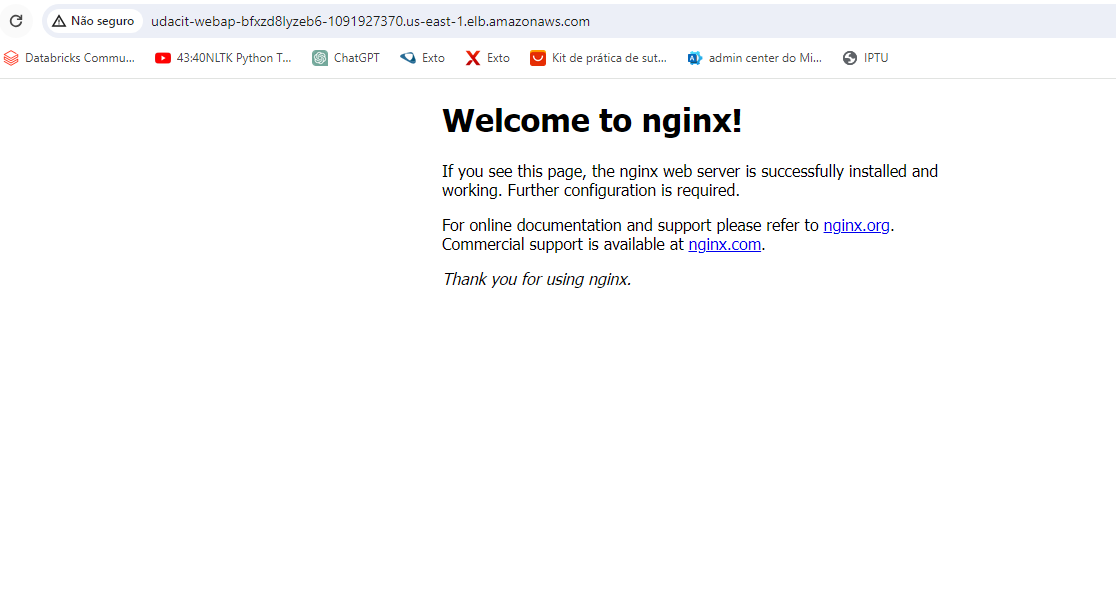 Não seguro udacit-webap-bfxzd8lyzeb6-1091927370.us-east-1.elb.amazonaws.com
Databricks Commu... 43:40NLTK Python T... ChatGPT Exto Exto Kit de prática de sut... admin center do Mi... IPTU
Welcome to nginx!
If you see this page, the nginx web server is successfully installed and
working. Further configuration is required.
For online documentation and support please refer to nginx.org.
Commercial support is available at nginx.com.
Thank you for using nginx.